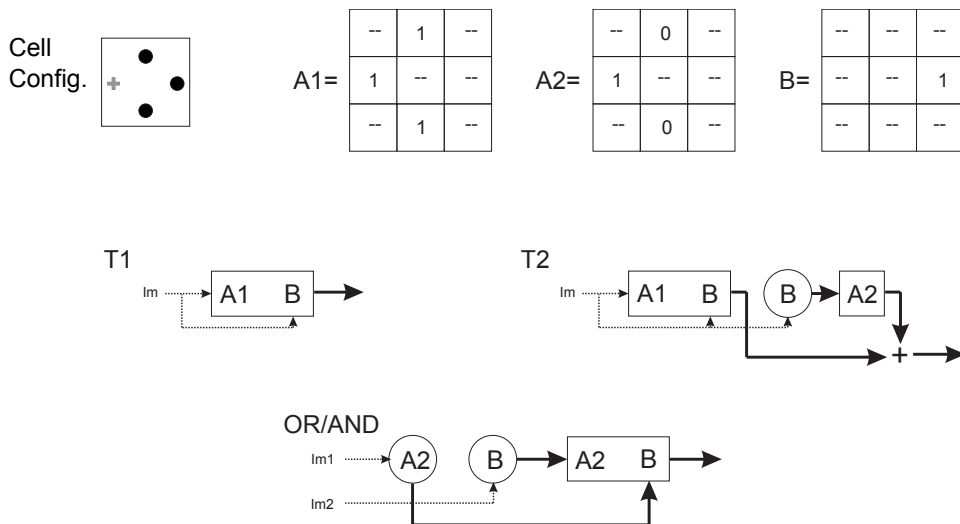 Cell
Config.
A1=
-- 1 --
1 -- --
-- 1 --
A2=
-- 0 --
1 -- --
-- 0 --
B=
-- -- --
-- -- 1
-- -- --
T1
Im
A1 B
T2
Im
A1 B
B
A2
+
OR/AND
Im1
A2
B
A2 B
Im2